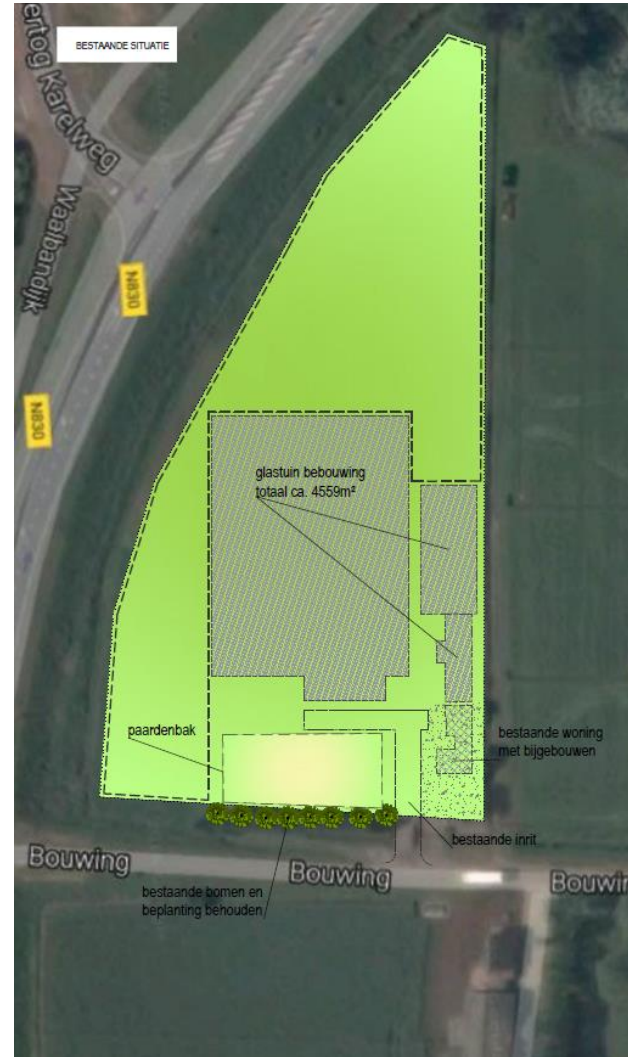 BESTAANDE SITUATIE
ertog Karelweg
Waalbandijk
N830
N830
glastuin bebouwing
totaal ca. 4559m²
paardenbak
bestaande woning
met bijgebouwen
bestaande inrit
Bouwing
Bouwing
Bouwin
bestaande bomen en
beplanting behouden